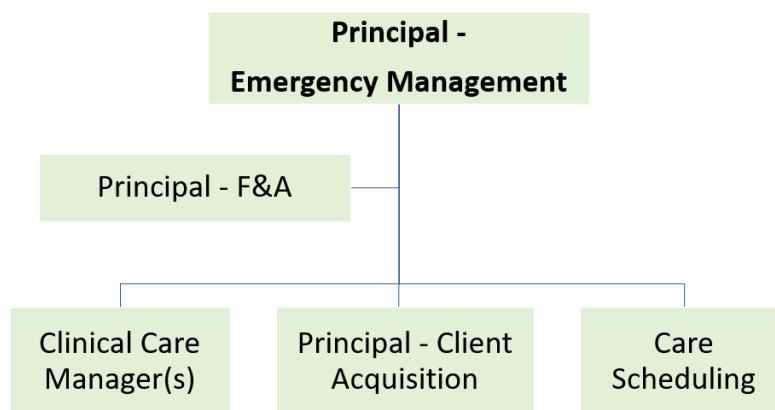 Principal -
Emergency Management
Principal - F&A
Clinical Care
Manager(s)
Principal - Client
Acquisition
Care
Scheduling